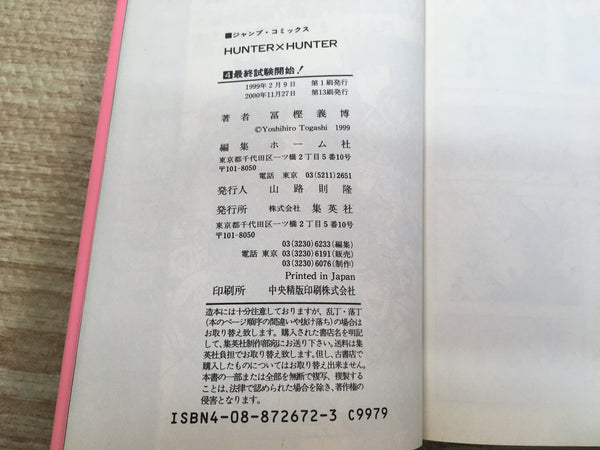 ■ジャンプ・コミックス
HUNTER×HUNTER
4最終試験開始!
1999年2月9日 第1刷発行
2000年11月27日 第13刷発行
著者 冨樫義博
©Yoshihiro Togashi 1999
編集 ホーム社
東京都千代田区一ツ橋2丁目5番10号
〒101-8050
電話 東京 03(5211)2651
発行人 山路則隆
発行所 株式会社 集英社
東京都千代田区一ツ橋2丁目5番10号
〒101-8050
03(3230)6233(編集)
電話 東京 03(3230)6191(販売)
03(3230)6076(制作)
Printed in Japan
印刷所 中央精版印刷株式会社
造本には十分注意しておりますが、乱丁・落丁
(本のページ順序の間違いや抜け落ち)の場合は
お取り替え致します。購入された書店名を明記
して、集英社制作部宛にお送り下さい。送料は集
英社負担でお取り替え致します。但し、古書店で
購入したものについてはお取り替え出来ません。
本書の一部または全部を無断で複写、複製する
ことは、法律で認められた場合を除き、著作権の
侵害となります。
ISBN4-08-872672-3 C9979